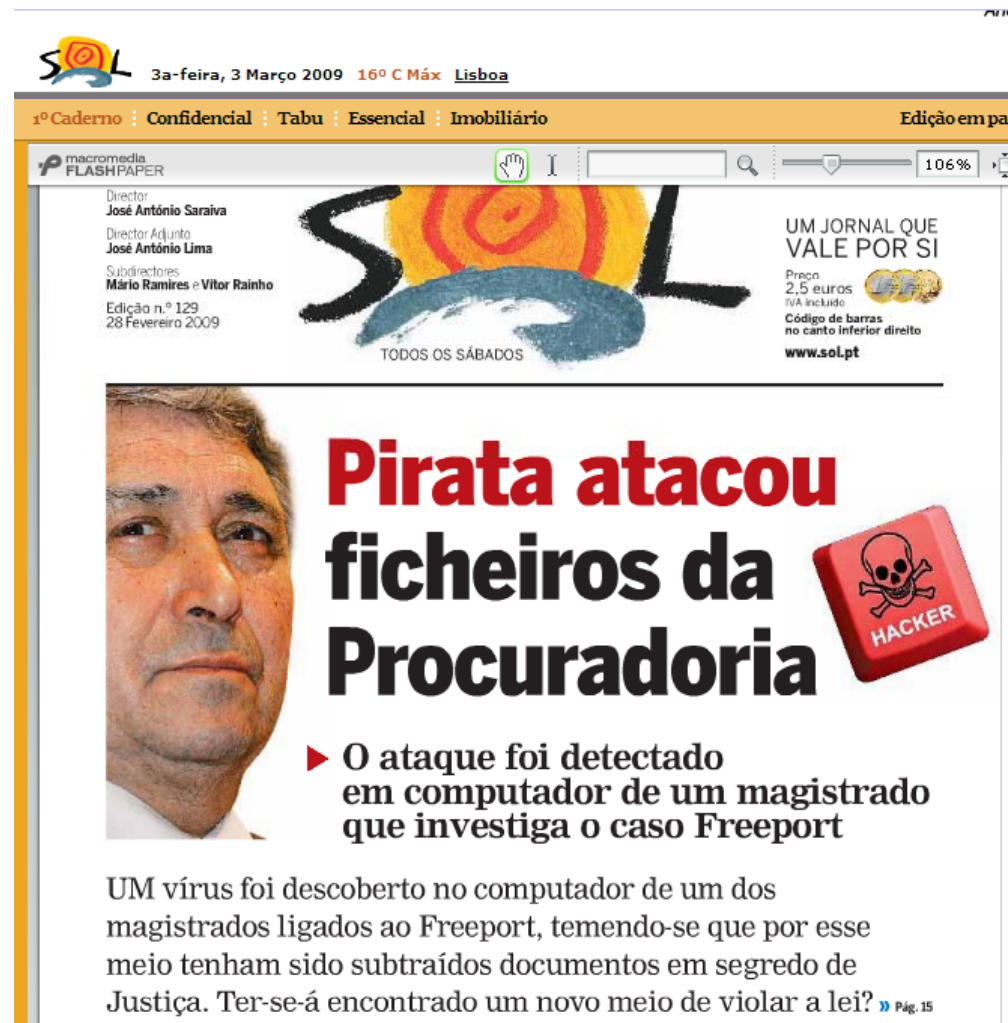 SOL
3a-feira, 3 Março 2009 16º C Máx Lisboa
1º Caderno Confidencial Tabu Essencial Imobiliário Edição em pa
macromedia
FLASHPAPER
106%
Director
José António Saraiva
Director Adjunto
José António Lima
Subdirectores
Mário Ramires e Vítor Rainho
Edição n.º 129
28 Fevereiro 2009
SOL
TODOS OS SÁBADOS
UM JORNAL QUE
VALE POR SI
Preço
2,5 euros
IVA incluído
Código de barras
no canto inferior direito
www.sol.pt
Pirata atacou
ficheiros da
Procuradoria
HACKER
O ataque foi detectado
em computador de um magistrado
que investiga o caso Freeport
UM vírus foi descoberto no computador de um dos
magistrados ligados ao Freeport, temendo-se que por esse
meio tenham sido subtraídos documentos em segredo de
Justiça. Ter-se-á encontrado um novo meio de violar a lei? » Pág. 15